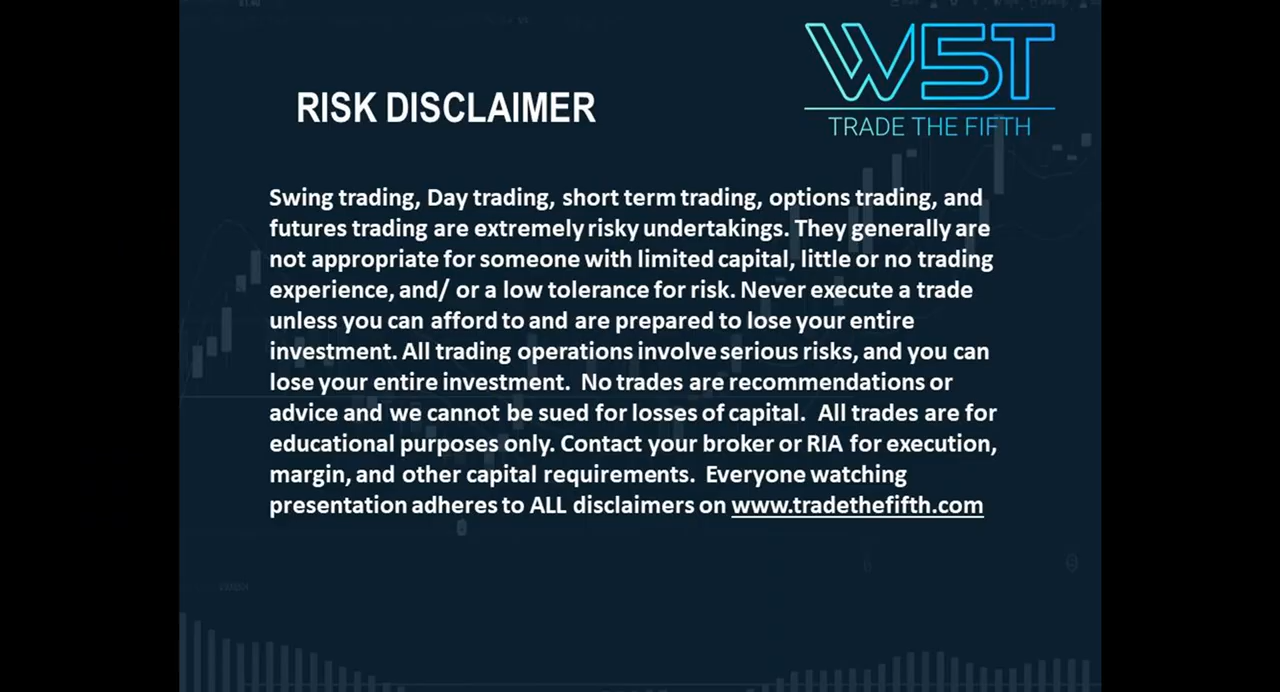 W5T
TRADE THE FIFTH
RISK DISCLAIMER
Swing trading, Day trading, short term trading, options trading, and
futures trading are extremely risky undertakings. They generally are
not appropriate for someone with limited capital, little or no trading
experience, and/ or a low tolerance for risk. Never execute a trade
unless you can afford to and are prepared to lose your entire
investment. All trading operations involve serious risks, and you can
lose your entire investment.  No trades are recommendations or
advice and we cannot be sued for losses of capital.  All trades are for
educational purposes only. Contact your broker or RIA for execution,
margin, and other capital requirements.  Everyone watching
presentation adheres to ALL disclaimers on www.tradethefifth.com